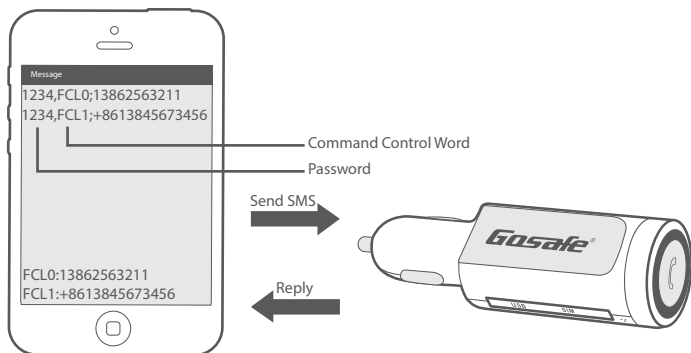 Message
1234,FCL0;13862563211
1234,FCL1;+8613845673456
Command Control Word
Password
Send SMS
Gosafe®
USB SIM
Reply
FCL0:13862563211
FCL1:+8613845673456